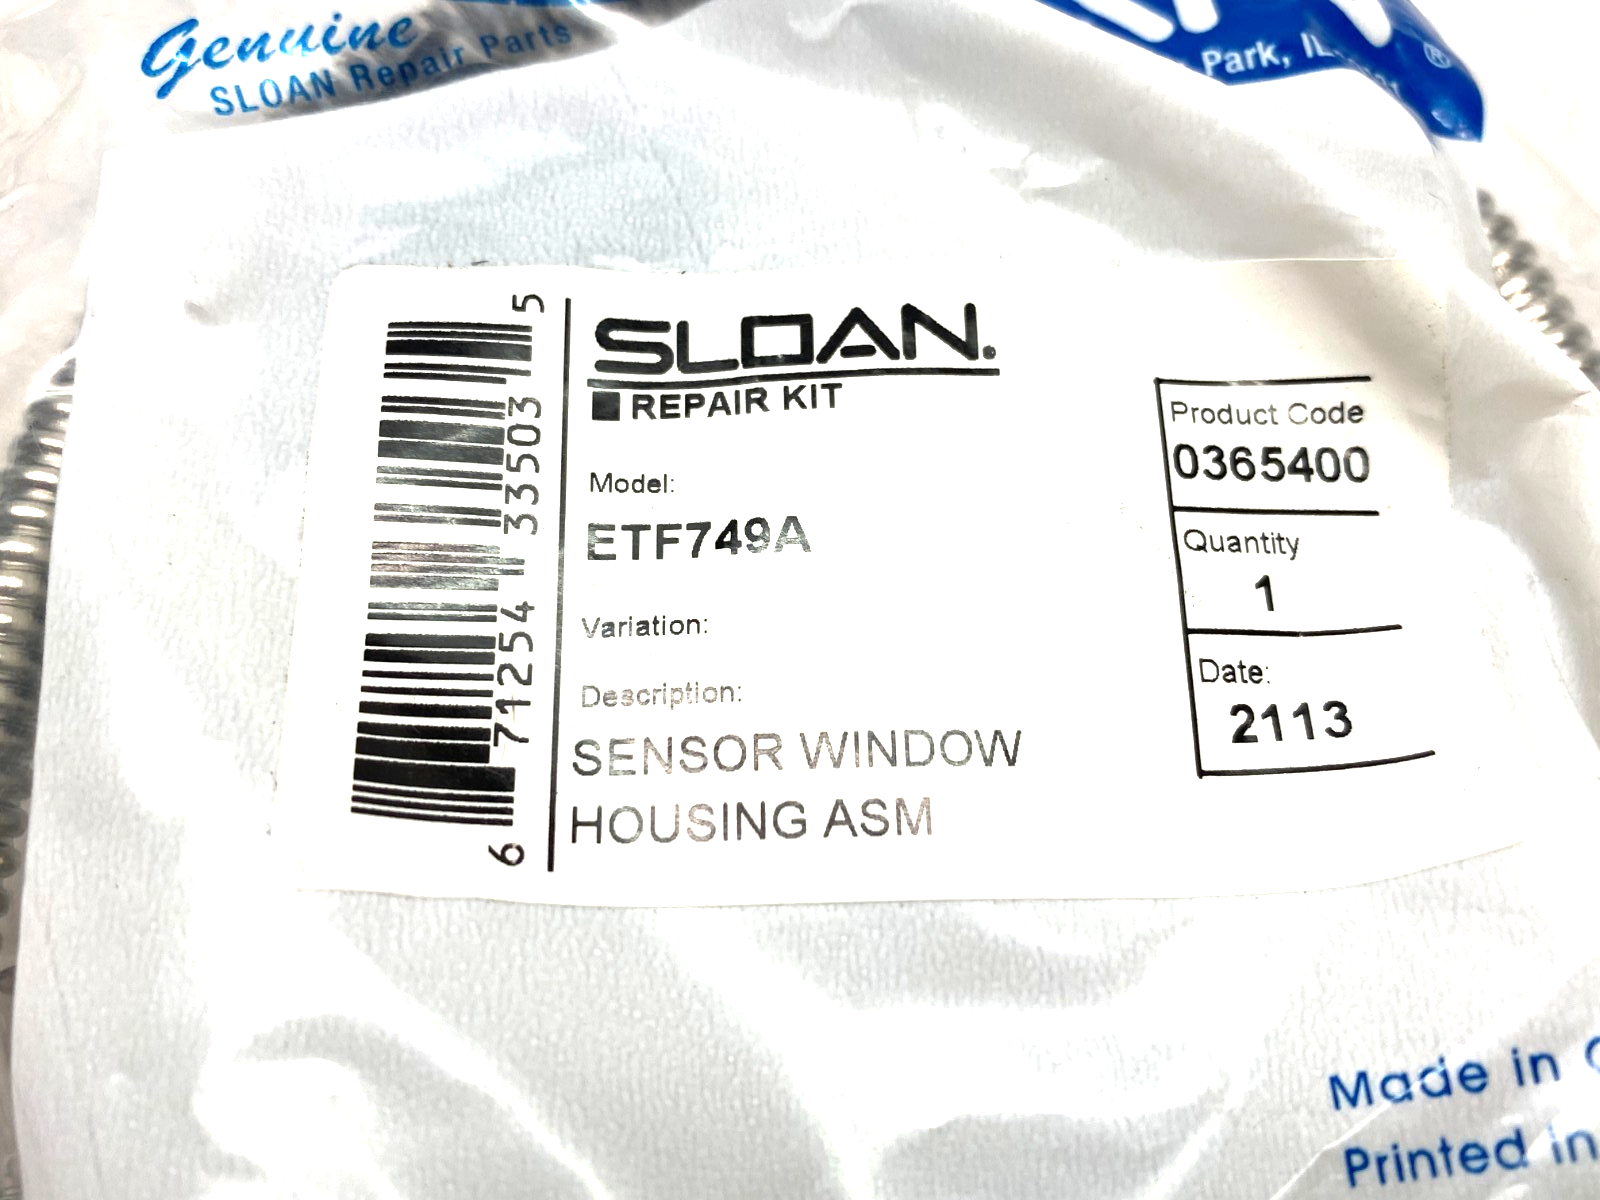 Genuine
SLOAN Repair Parts
Park, IL
®
SLOAN.
REPAIR KIT
Model:
ETF749A
Variation:
Description:
SENSOR WINDOW
HOUSING ASM
Product Code
0365400
Quantity
1
Date:
2113
6 71254 33503 5
Made in
Printed in